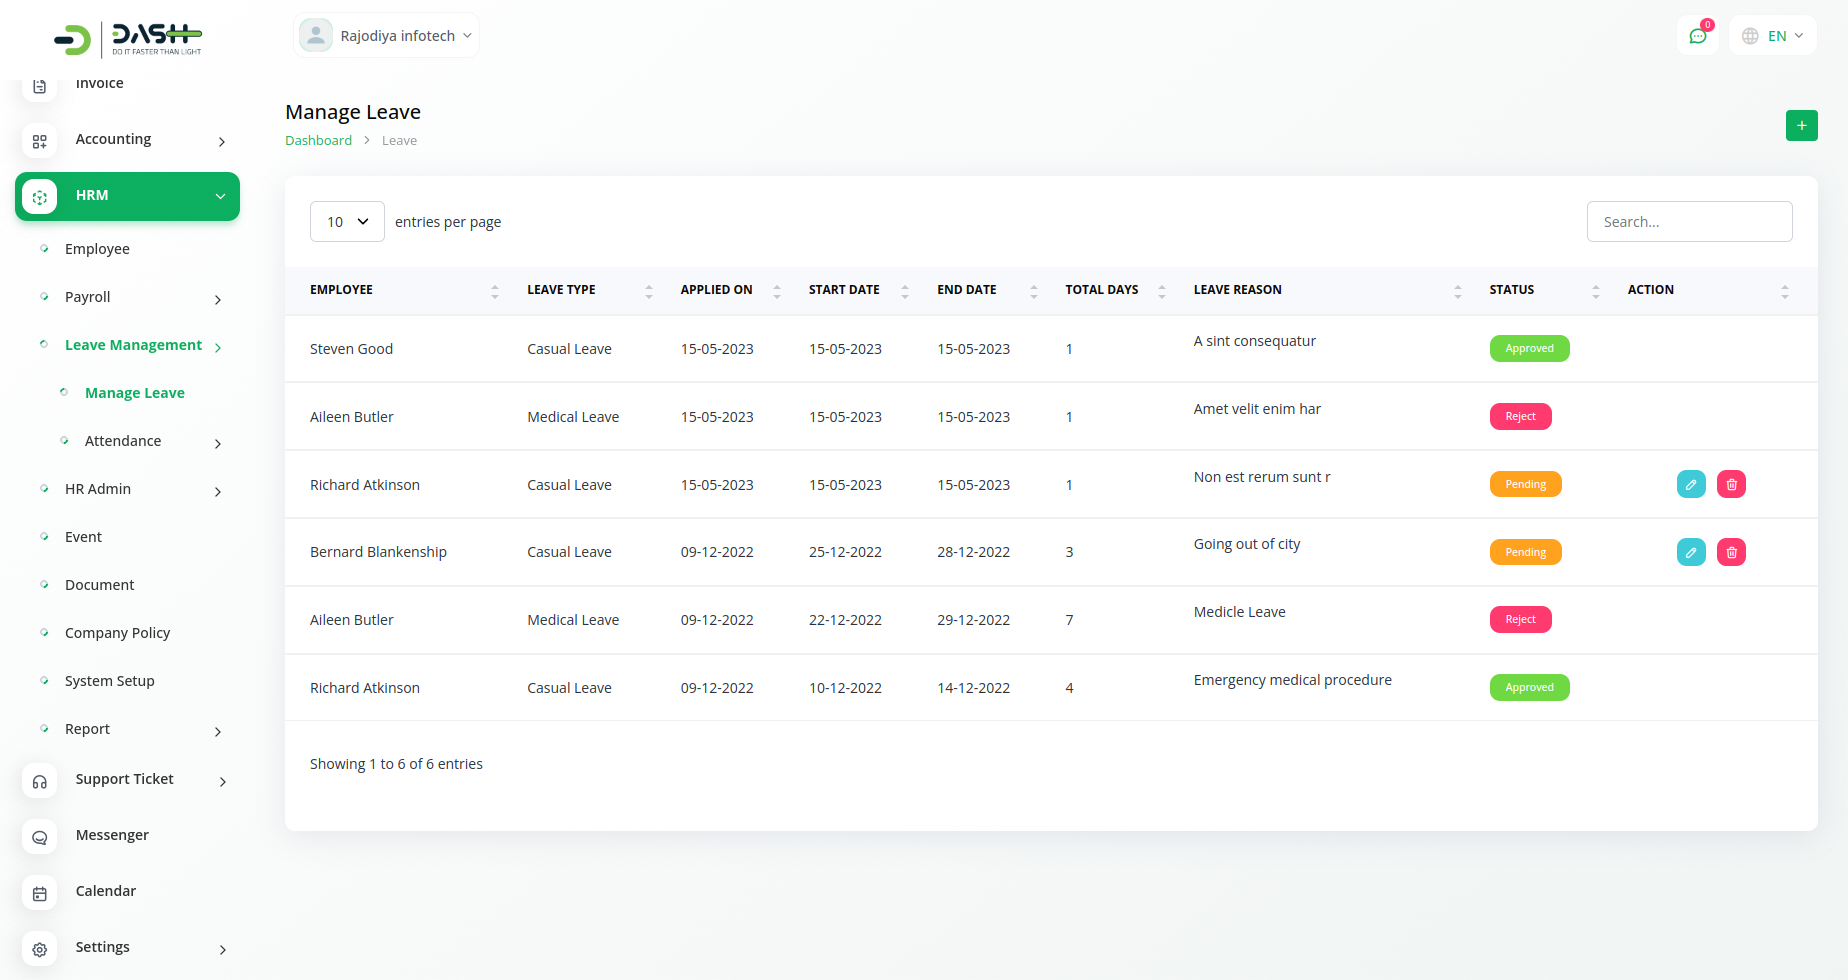 DASH
DO IT FASTER THAN LIGHT
Rajodiya infotech
0
EN
Invoice
Accounting
HRM
Employee
Payroll
Leave Management
Manage Leave
Attendance
HR Admin
Event
Document
Company Policy
System Setup
Report
Support Ticket
Messenger
Calendar
Settings
Manage Leave
Dashboard > Leave
+
10 entries per page
Search...
EMPLOYEE LEAVE TYPE APPLIED ON START DATE END DATE TOTAL DAYS LEAVE REASON STATUS ACTION
Steven Good Casual Leave 15-05-2023 15-05-2023 15-05-2023 1 A sint consequatur Approved
Aileen Butler Medical Leave 15-05-2023 15-05-2023 15-05-2023 1 Amet velit enim har Reject
Richard Atkinson Casual Leave 15-05-2023 15-05-2023 15-05-2023 1 Non est rerum sunt r Pending
Bernard Blankenship Casual Leave 09-12-2022 25-12-2022 28-12-2022 3 Going out of city Pending
Aileen Butler Medical Leave 09-12-2022 22-12-2022 29-12-2022 7 Medicle Leave Reject
Richard Atkinson Casual Leave 09-12-2022 10-12-2022 14-12-2022 4 Emergency medical procedure Approved
Showing 1 to 6 of 6 entries